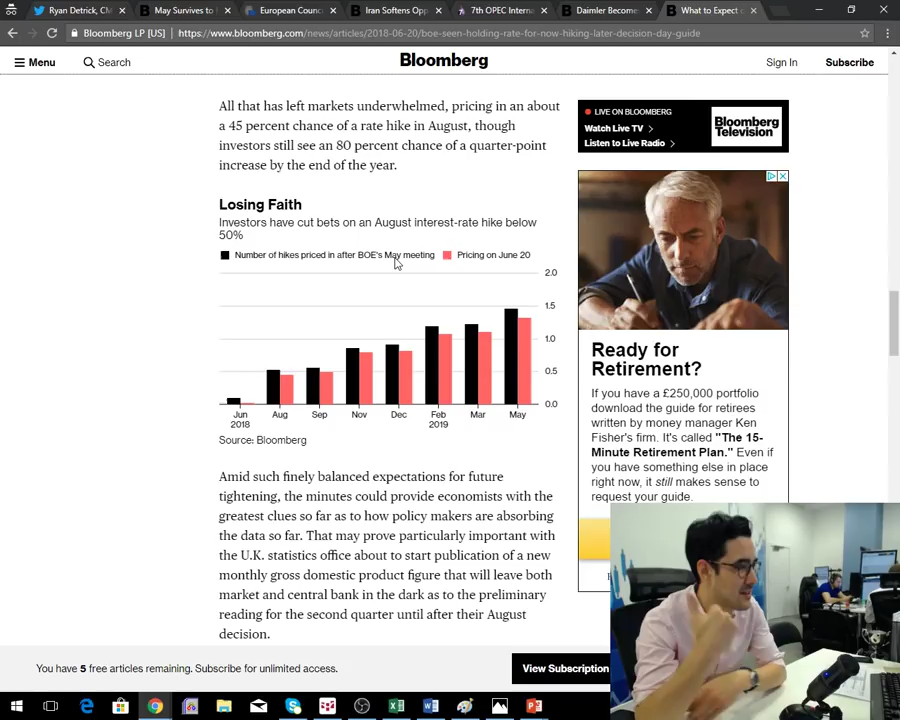 Ryan Detrick, CM
May Survives to
European Counc
Iran Softens Opp
7th OPEC Interna
Daimler Become
What to Expect
Bloomberg LP [US]
https://www.bloomberg.com/news/articles/2018-06-20/boe-seen-holding-rate-for-now-hiking-later-decision-day-guide
Menu
Search
Bloomberg
Sign In
Subscribe
All that has left markets underwhelmed, pricing in an about
a 45 percent chance of a rate hike in August, though
investors still see an 80 percent chance of a quarter-point
increase by the end of the year.
Losing Faith
Investors have cut bets on an August interest-rate hike below
50%
Number of hikes priced in after BOE's May meeting
Pricing on June 20
2.0
1.5
1.0
0.5
0.0
Jun
2018
Aug
Sep
Nov
Dec
Feb
2019
Mar
May
Source: Bloomberg
Amid such finely balanced expectations for future
tightening, the minutes could provide economists with the
greatest clues so far as to how policy makers are absorbing
the data so far. That may prove particularly important with
the U.K. statistics office about to start publication of a new
monthly gross domestic product figure that will leave both
market and central bank in the dark as to the preliminary
reading for the second quarter until after their August
decision.
LIVE ON BLOOMBERG
Watch Live TV
Listen to Live Radio
Bloomberg
Television
Ready for
Retirement?
If you have a £250,000 portfolio
download the guide for retirees
written by money manager Ken
Fisher's firm. It's called "The 15-
Minute Retirement Plan." Even if
you have something else in place
right now, it still makes sense to
request your guide.
You have 5 free articles remaining. Subscribe for unlimited access.
View Subscription